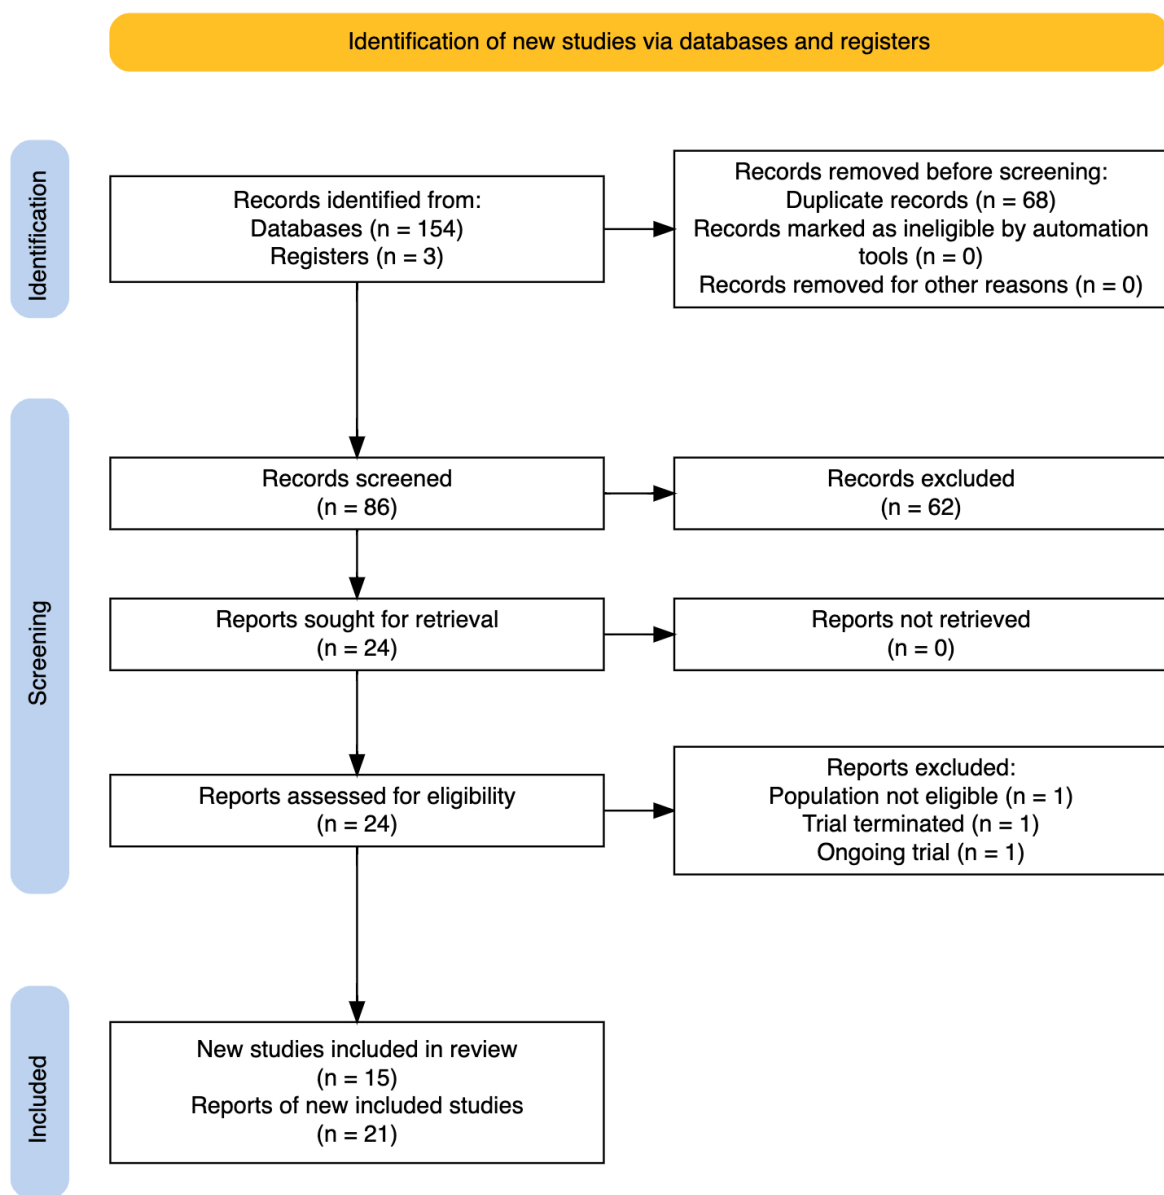 Identification of new studies via databases and registers
Identification
Records identified from:
Databases (n = 154)
Registers (n = 3)
Records removed before screening:
Duplicate records (n = 68)
Records marked as ineligible by automation
tools (n = 0)
Records removed for other reasons (n = 0)
Screening
Records screened
(n = 86)
Records excluded
(n = 62)
Reports sought for retrieval
(n = 24)
Reports not retrieved
(n = 0)
Reports assessed for eligibility
(n = 24)
Reports excluded:
Population not eligible (n = 1)
Trial terminated (n = 1)
Ongoing trial (n = 1)
Included
New studies included in review
(n = 15)
Reports of new included studies
(n = 21)